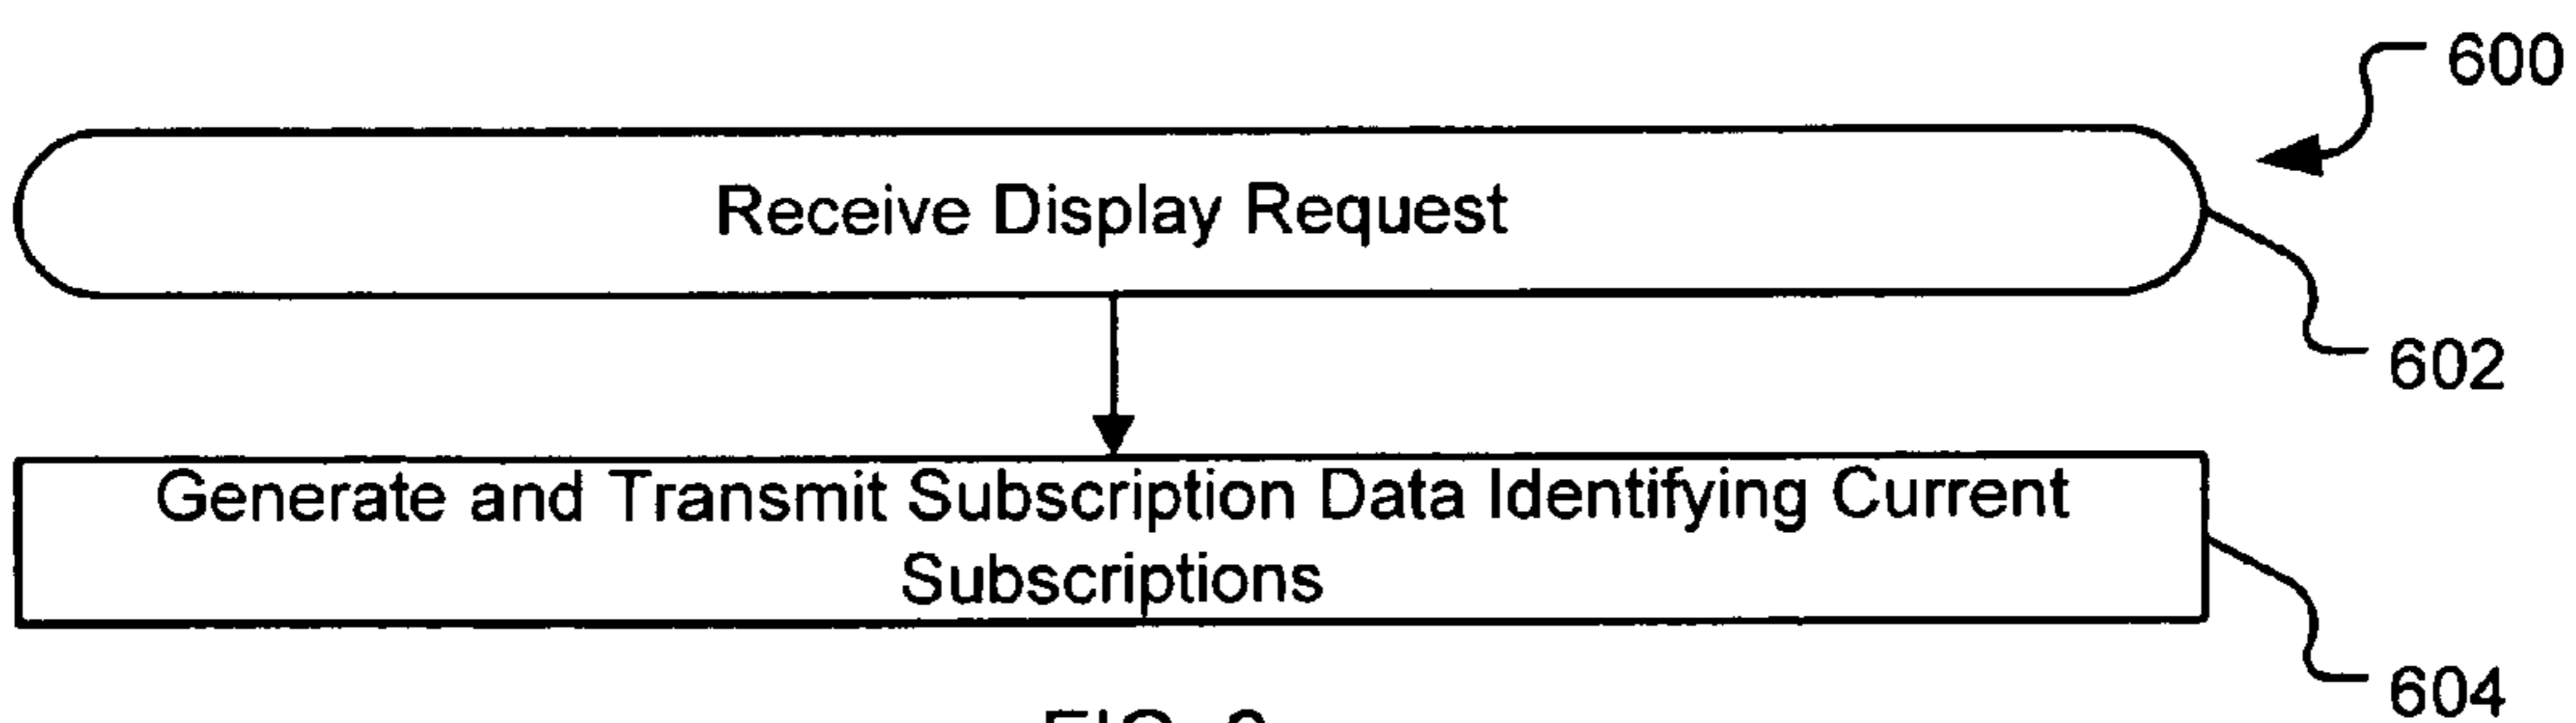 600
Receive Display Request
602
Generate and Transmit Subscription Data Identifying Current
Subscriptions
604